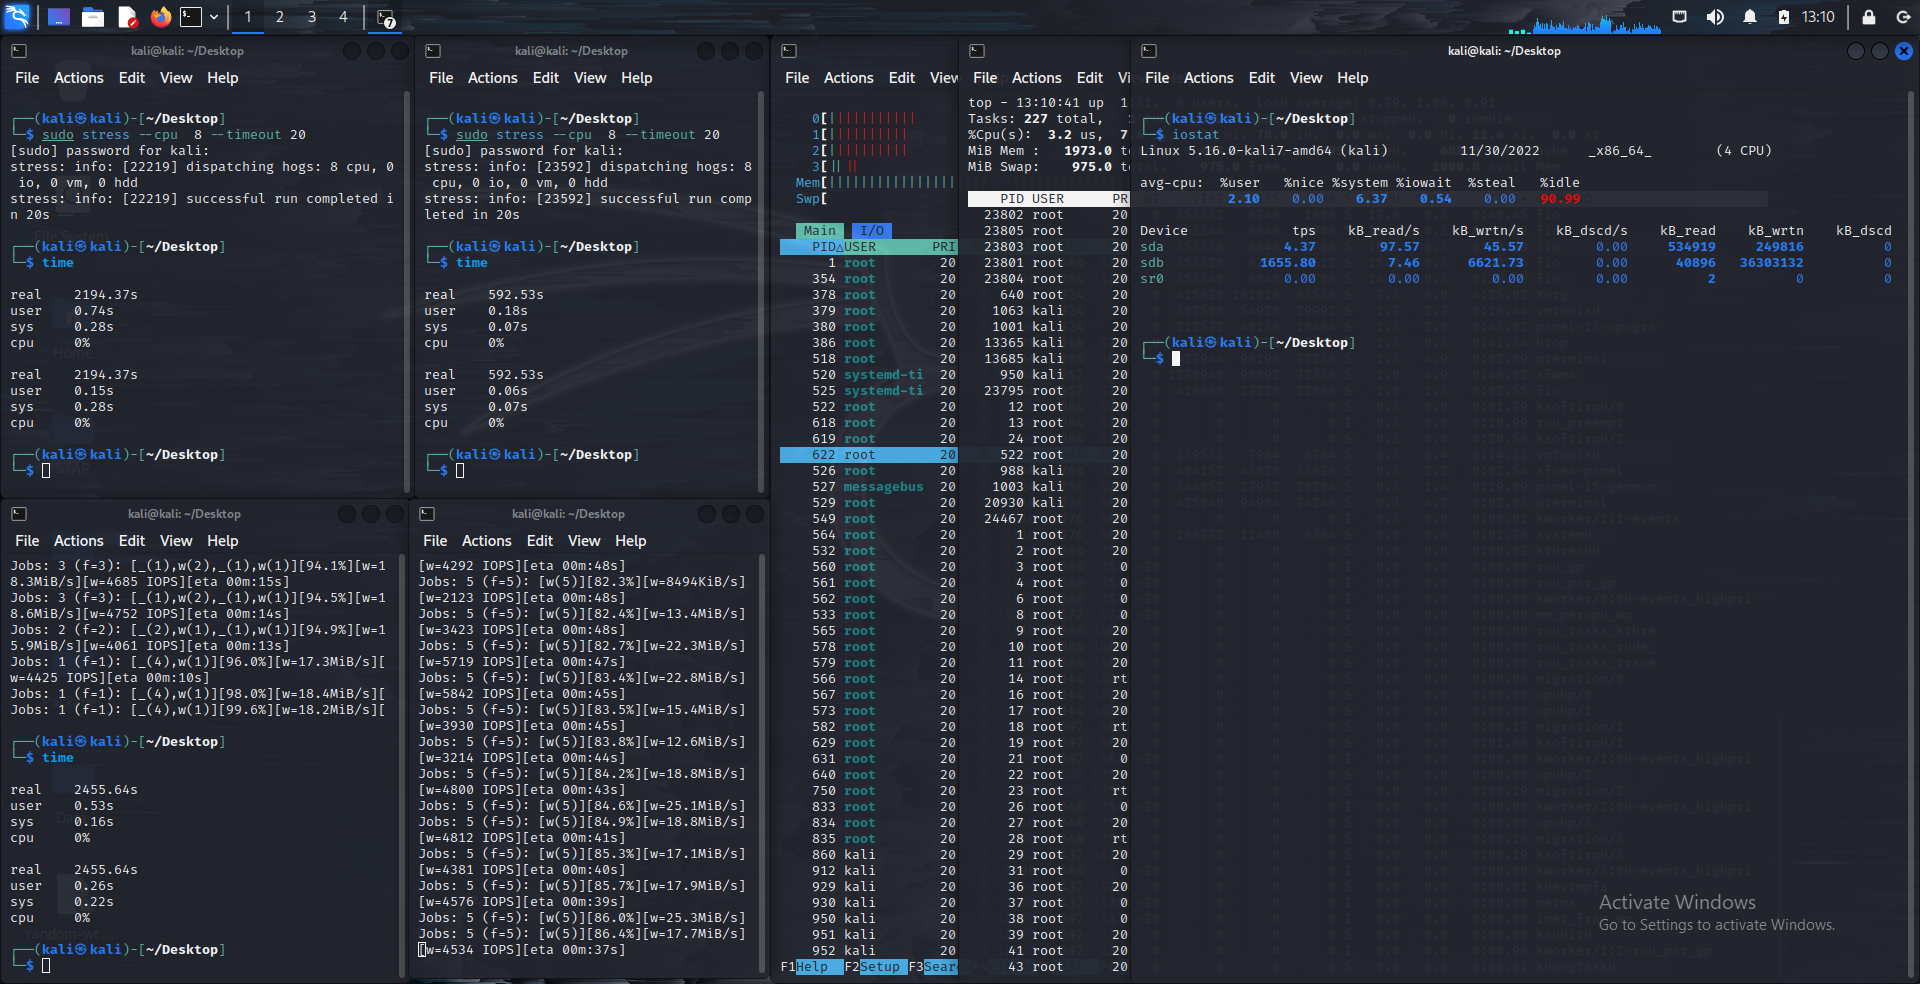 1 2 3 4
7
13:10
kali@kali: ~/Desktop
File Actions Edit View Help
┌──(kali㉿kali)-[~/Desktop]
└─$ sudo stress --cpu 8 --timeout 20
[sudo] password for kali:
stress: info: [22219] dispatching hogs: 8 cpu, 0
io, 0 vm, 0 hdd
stress: info: [22219] successful run completed i
n 20s
┌──(kali㉿kali)-[~/Desktop]
└─$ time
real 2194.37s
user 0.74s
sys 0.28s
cpu 0%
real 2194.37s
user 0.15s
sys 0.28s
cpu 0%
┌──(kali㉿kali)-[~/Desktop]
└─$
kali@kali: ~/Desktop
File Actions Edit View Help
┌──(kali㉿kali)-[~/Desktop]
└─$ sudo stress --cpu 8 --timeout 20
[sudo] password for kali:
stress: info: [23592] dispatching hogs: 8
cpu, 0 io, 0 vm, 0 hdd
stress: info: [23592] successful run comp
leted in 20s
┌──(kali㉿kali)-[~/Desktop]
└─$ time
real 592.53s
user 0.18s
sys 0.07s
cpu 0%
real 592.53s
user 0.06s
sys 0.07s
cpu 0%
┌──(kali㉿kali)-[~/Desktop]
└─$
kali@kali: ~/Desktop
File Actions Edit View Help
Jobs: 3 (f=3): [_(1),w(2),_(1),w(1)][94.1%][w=1
8.3MiB/s][w=4685 IOPS][eta 00m:15s]
Jobs: 3 (f=3): [_(1),w(2),_(1),w(1)][94.5%][w=1
8.6MiB/s][w=4752 IOPS][eta 00m:14s]
Jobs: 2 (f=2): [_(2),w(1),_(1),w(1)][94.9%][w=1
5.9MiB/s][w=4061 IOPS][eta 00m:13s]
Jobs: 1 (f=1): [_(4),w(1)][96.0%][w=17.3MiB/s][
w=4425 IOPS][eta 00m:10s]
Jobs: 1 (f=1): [_(4),w(1)][98.0%][w=18.4MiB/s][
Jobs: 1 (f=1): [_(4),w(1)][99.6%][w=18.2MiB/s][
┌──(kali㉿kali)-[~/Desktop]
└─$ time
real 2455.64s
user 0.53s
sys 0.16s
cpu 0%
real 2455.64s
user 0.26s
sys 0.22s
cpu 0%
┌──(kali㉿kali)-[~/Desktop]
└─$
kali@kali: ~/Desktop
File Actions Edit View Help
[w=4292 IOPS][eta 00m:48s]
Jobs: 5 (f=5): [w(5)][82.3%][w=8494KiB/s]
[w=2123 IOPS][eta 00m:48s]
Jobs: 5 (f=5): [w(5)][82.4%][w=13.4MiB/s]
[w=3423 IOPS][eta 00m:48s]
Jobs: 5 (f=5): [w(5)][82.7%][w=22.3MiB/s]
[w=5719 IOPS][eta 00m:47s]
Jobs: 5 (f=5): [w(5)][83.4%][w=22.8MiB/s]
[w=5842 IOPS][eta 00m:45s]
Jobs: 5 (f=5): [w(5)][83.5%][w=15.4MiB/s]
[w=3930 IOPS][eta 00m:45s]
Jobs: 5 (f=5): [w(5)][83.8%][w=12.6MiB/s]
[w=3214 IOPS][eta 00m:44s]
Jobs: 5 (f=5): [w(5)][84.2%][w=18.8MiB/s]
[w=4800 IOPS][eta 00m:43s]
Jobs: 5 (f=5): [w(5)][84.6%][w=25.1MiB/s]
Jobs: 5 (f=5): [w(5)][84.9%][w=18.8MiB/s]
[w=4812 IOPS][eta 00m:41s]
Jobs: 5 (f=5): [w(5)][85.3%][w=17.1MiB/s]
[w=4381 IOPS][eta 00m:40s]
Jobs: 5 (f=5): [w(5)][85.7%][w=17.9MiB/s]
[w=4576 IOPS][eta 00m:39s]
Jobs: 5 (f=5): [w(5)][86.0%][w=25.3MiB/s]
Jobs: 5 (f=5): [w(5)][86.4%][w=17.7MiB/s]
[w=4534 IOPS][eta 00m:37s]
File Actions Edit View
0[
1[
2[
3[
Mem[
Swp[
Main I/O
PID△USER PRI
1 root 20
354 root 20
378 root 20
379 root 20
380 root 20
386 root 20
518 root 20
520 systemd-ti 20
525 systemd-ti 20
522 root 20
618 root 20
619 root 20
622 root 20
526 root 20
527 messagebus 20
529 root 20
549 root 20
564 root 20
532 root 20
560 root 20
561 root 20
562 root 20
533 root 20
565 root 20
578 root 20
579 root 20
566 root 20
567 root 20
573 root 20
582 root 20
629 root 20
631 root 20
640 root 20
750 root 20
833 root 20
834 root 20
835 root 20
860 kali 20
912 kali 20
929 kali 20
930 kali 20
950 kali 20
951 kali 20
952 kali 20
F1Help F2Setup F3Sear
File Actions Edit Vi
top - 13:10:41 up 1
Tasks: 227 total,
%Cpu(s): 3.2 us, 7
MiB Mem : 1973.0 t
MiB Swap: 975.0 t
PID USER PR
23802 root 20
23805 root 20
23803 root 20
23801 root 20
23804 root 20
640 root 20
1063 kali 20
1001 kali 20
13365 kali 20
13685 kali 20
950 kali 20
23795 root 20
12 root 20
13 root 20
24 root 20
522 root 20
988 kali 20
1003 kali 20
20930 kali 20
24467 root 20
1 root 20
2 root 20
3 root 0
4 root 0
6 root 0
8 root 0
9 root 20
10 root 20
11 root 20
14 root rt
16 root 20
17 root 20
18 root rt
19 root 20
21 root 0
22 root 20
23 root rt
26 root 0
27 root 20
28 root rt
29 root 20
31 root 0
36 root 20
37 root 0
38 root 0
39 root 20
41 root 20
43 root 20
kali@kali: ~/Desktop
File Actions Edit View Help
┌──(kali㉿kali)-[~/Desktop]
└─$ iostat
Linux 5.16.0-kali7-amd64 (kali) 11/30/2022 _x86_64_ (4 CPU)
avg-cpu: %user %nice %system %iowait %steal %idle
2.10 0.00 6.37 0.54 0.00 90.99
Device tps kB_read/s kB_wrtn/s kB_dscd/s kB_read kB_wrtn kB_dscd
sda 4.37 97.57 45.57 0.00 534919 249816 0
sdb 1655.80 7.46 6621.73 0.00 40896 36303132 0
sr0 0.00 0.00 0.00 0.00 2 0 0
┌──(kali㉿kali)-[~/Desktop]
└─$
Activate Windows
Go to Settings to activate Windows.